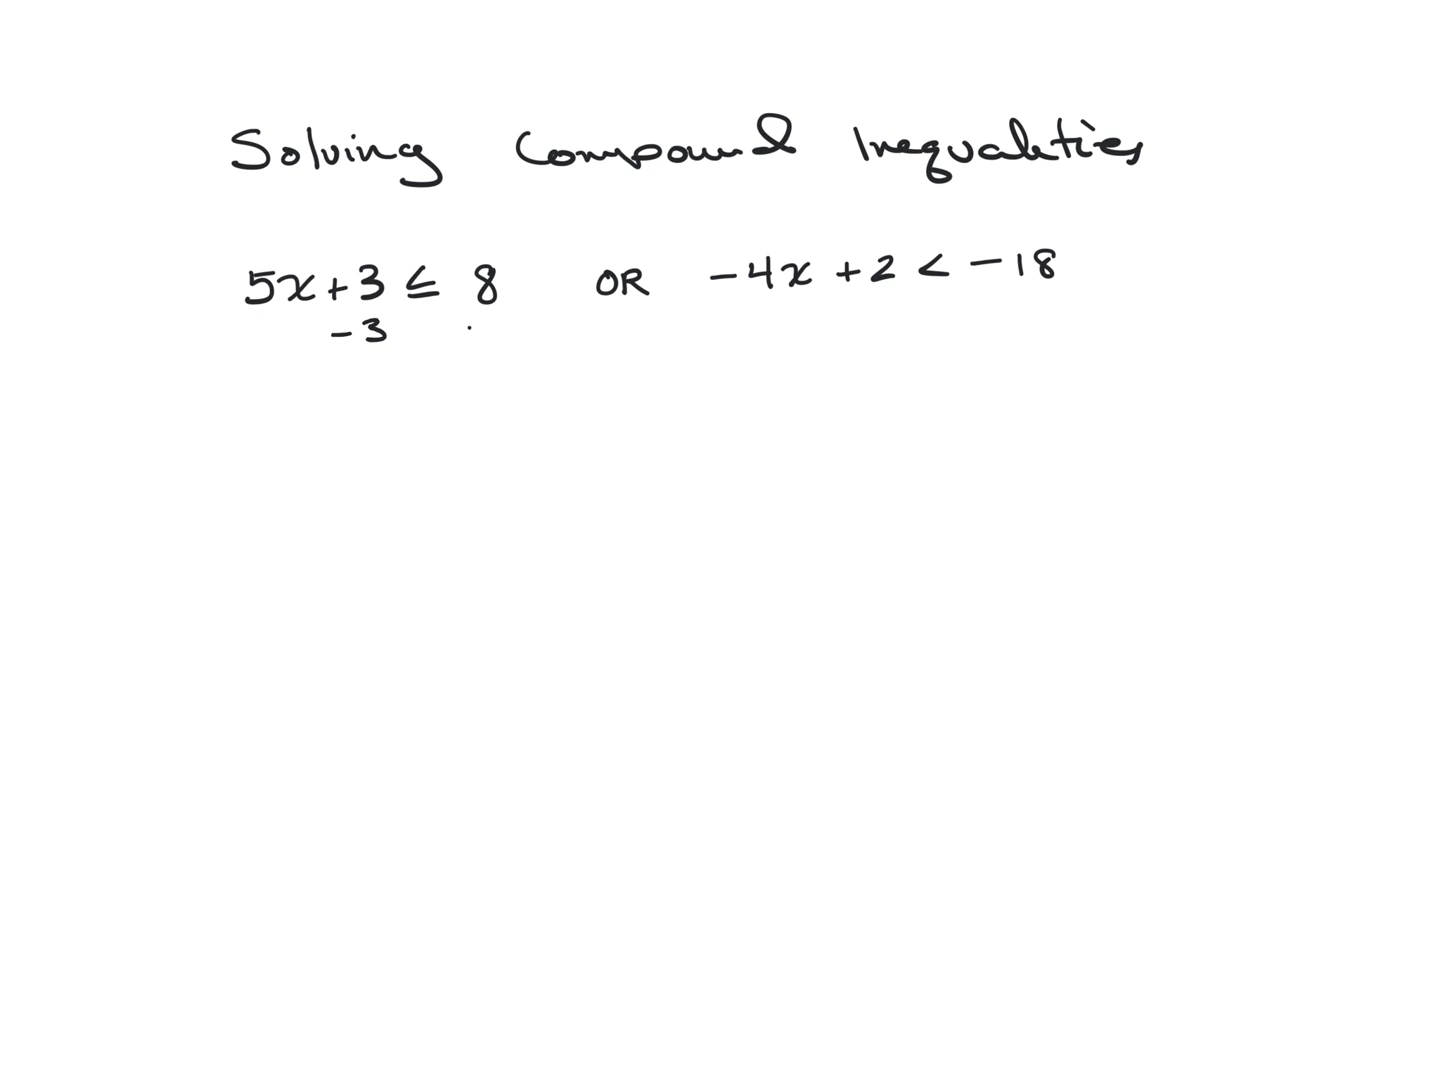 Solving Compound Inequalities
5x+3 ≤ 8 OR -4x +2 < -18
-3